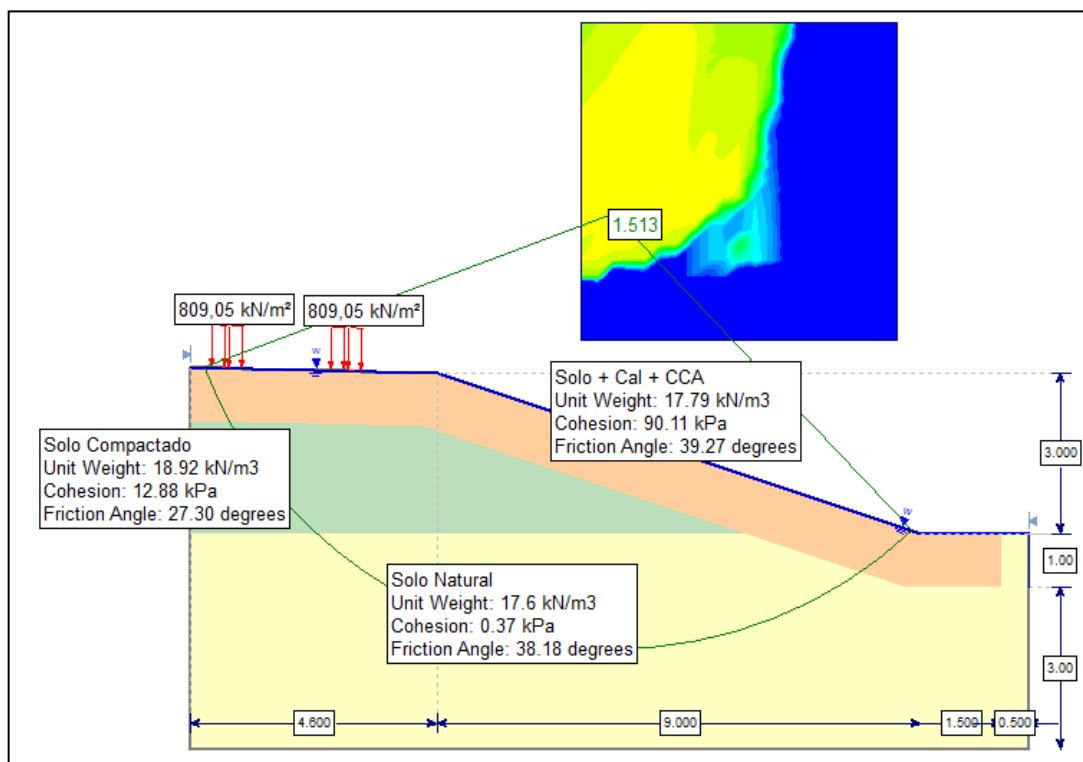 1.513
809,05 kN/m²
809,05 kN/m²
w
Solo + Cal + CCA
Unit Weight: 17.79 kN/m3
Cohesion: 90.11 kPa
Friction Angle: 39.27 degrees
Solo Compactado
Unit Weight: 18.92 kN/m3
Cohesion: 12.88 kPa
Friction Angle: 27.30 degrees
3.000
w
1.00
Solo Natural
Unit Weight: 17.6 kN/m3
Cohesion: 0.37 kPa
Friction Angle: 38.18 degrees
3.00
4.600
9.000
1.500
0.500